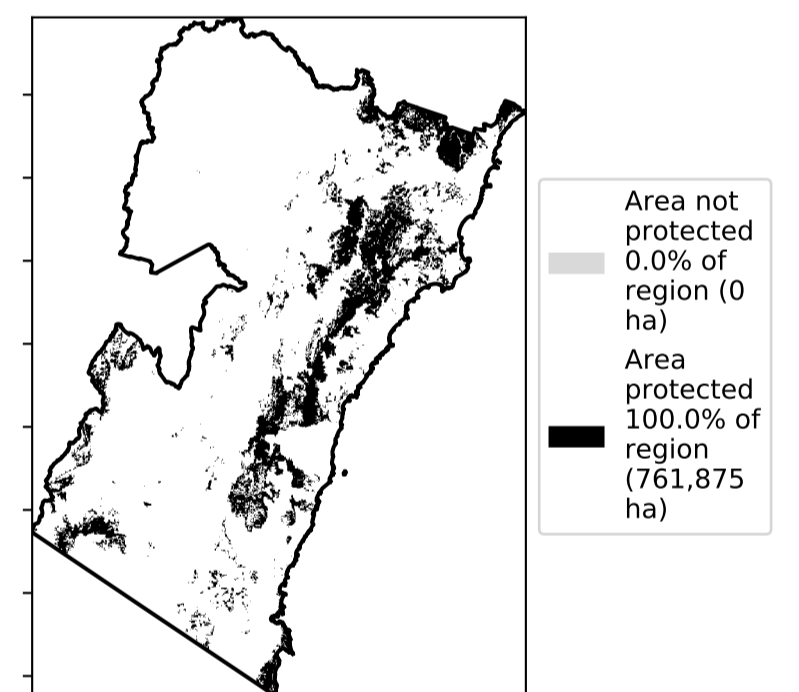 Area not
protected
0.0% of
region (0
ha)
Area
protected
100.0% of
region
(761,875
ha)